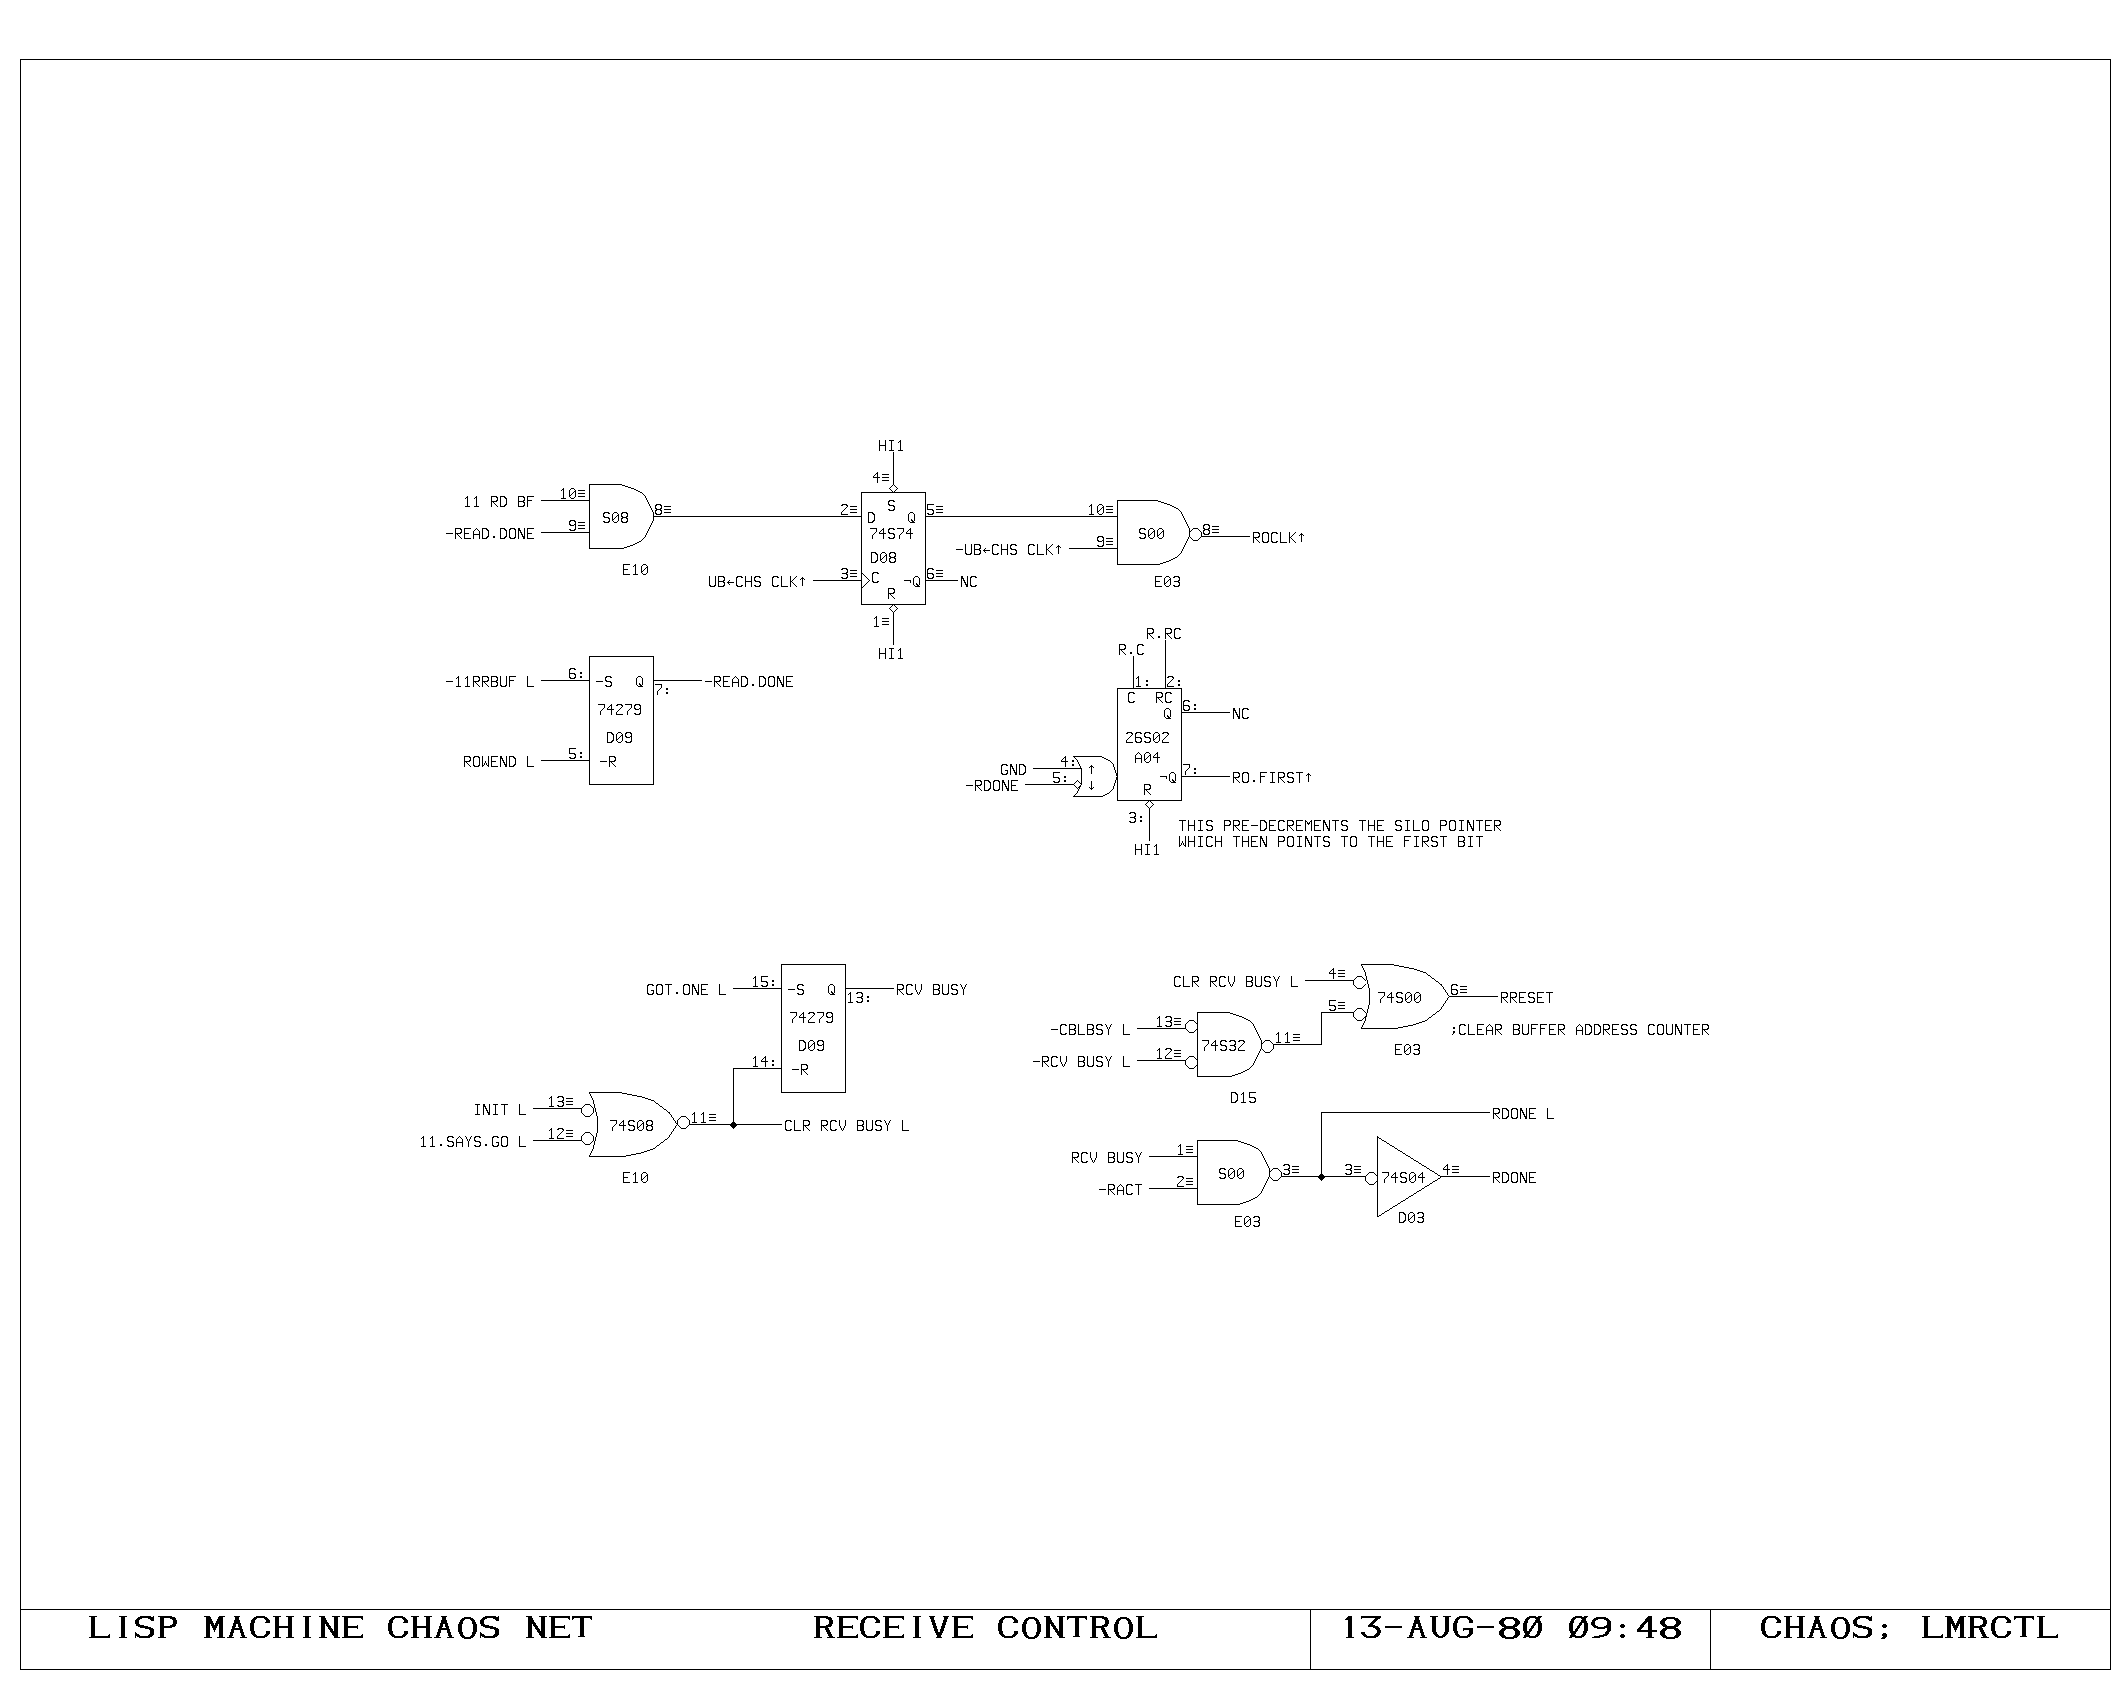 HI1
4≡
11 RD BF 10≡ S08 8≡ 2≡ D S Q 5≡ 10≡ S00 8≡ ROCLK↑
-READ.DONE 9≡ 74S74 -UB←CHS CLK↑ 9≡
E10 D08 E03
UB←CHS CLK↑ 3≡ C ¬Q 6≡ NC
R
1≡
HI1
R.RC
R.C
-11RRBUF L 6: -S Q 7: -READ.DONE
74279
D09
ROWEND L 5: -R
1: 2:
C RC
Q 6: NC
26S02
A04
GND 4: ↑
-RDONE 5: ↓
¬Q 7: RO.FIRST↑
R
3:
HI1
THIS PRE-DECREMENTS THE SILO POINTER
WHICH THEN POINTS TO THE FIRST BIT
GOT.ONE L 15: -S Q 13: RCV BUSY
74279
D09
14: -R
INIT L 13≡ 74S08 11≡ CLR RCV BUSY L
11.SAYS.GO L 12≡
E10
CLR RCV BUSY L 4≡ 74S00 6≡ RRESET
5≡
;CLEAR BUFFER ADDRESS COUNTER
E03
-CBLBSY L 13≡ 74S32 11≡
-RCV BUSY L 12≡
D15
RDONE L
RCV BUSY 1≡ S00 3≡ 3≡ 74S04 4≡ RDONE
-RACT 2≡
E03 D03
LISP MACHINE CHAOS NET RECEIVE CONTROL 13-AUG-80 09:48 CHAOS; LMRCTL